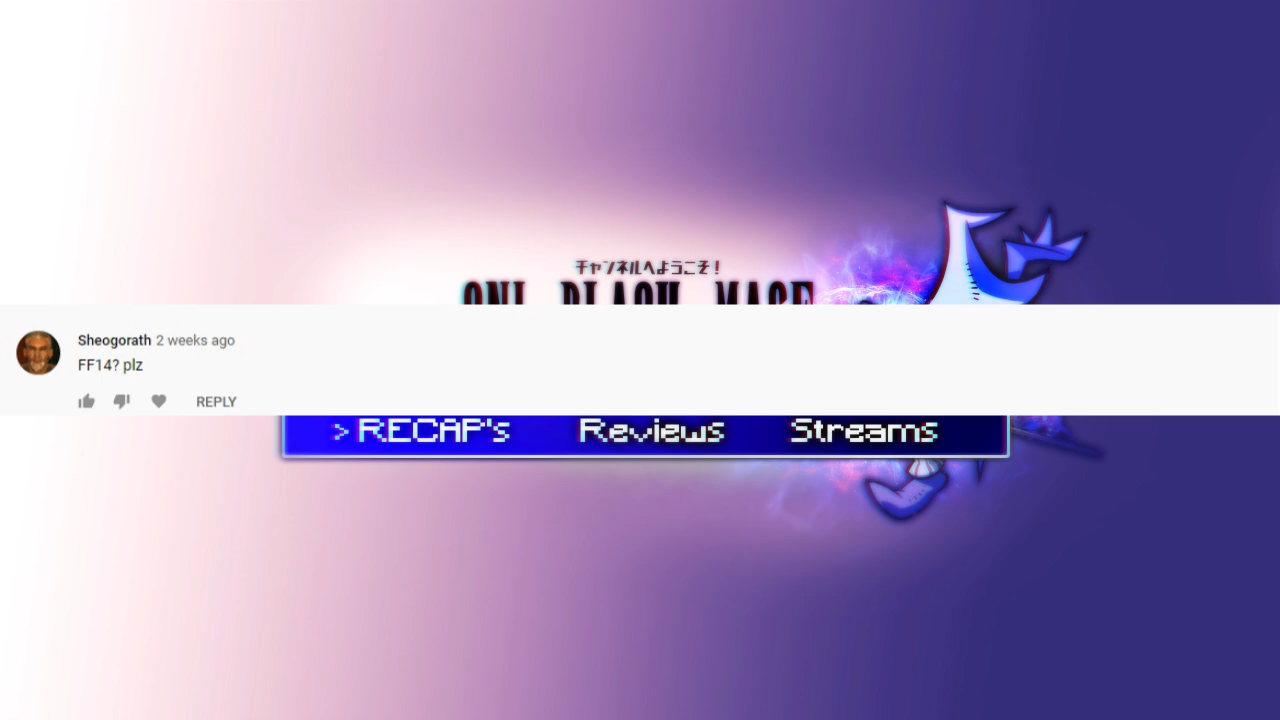 チャンネルへようこそ!
Sheogorath 2 weeks ago
FF14? plz
REPLY
> RECAP's Reviews Streams